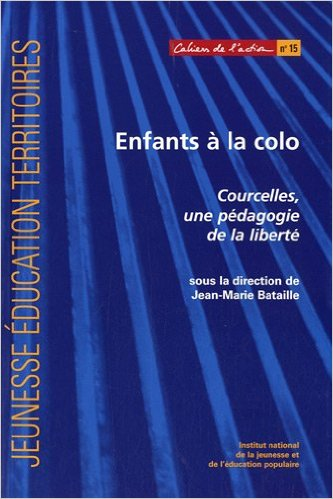 Cahiers de l'action n° 15
JEUNESSE ÉDUCATION TERRITOIRES
Enfants à la colo
Courcelles,
une pédagogie
de la liberté
sous la direction de
Jean-Marie Bataille
Institut national
de la jeunesse et
de l'éducation populaire